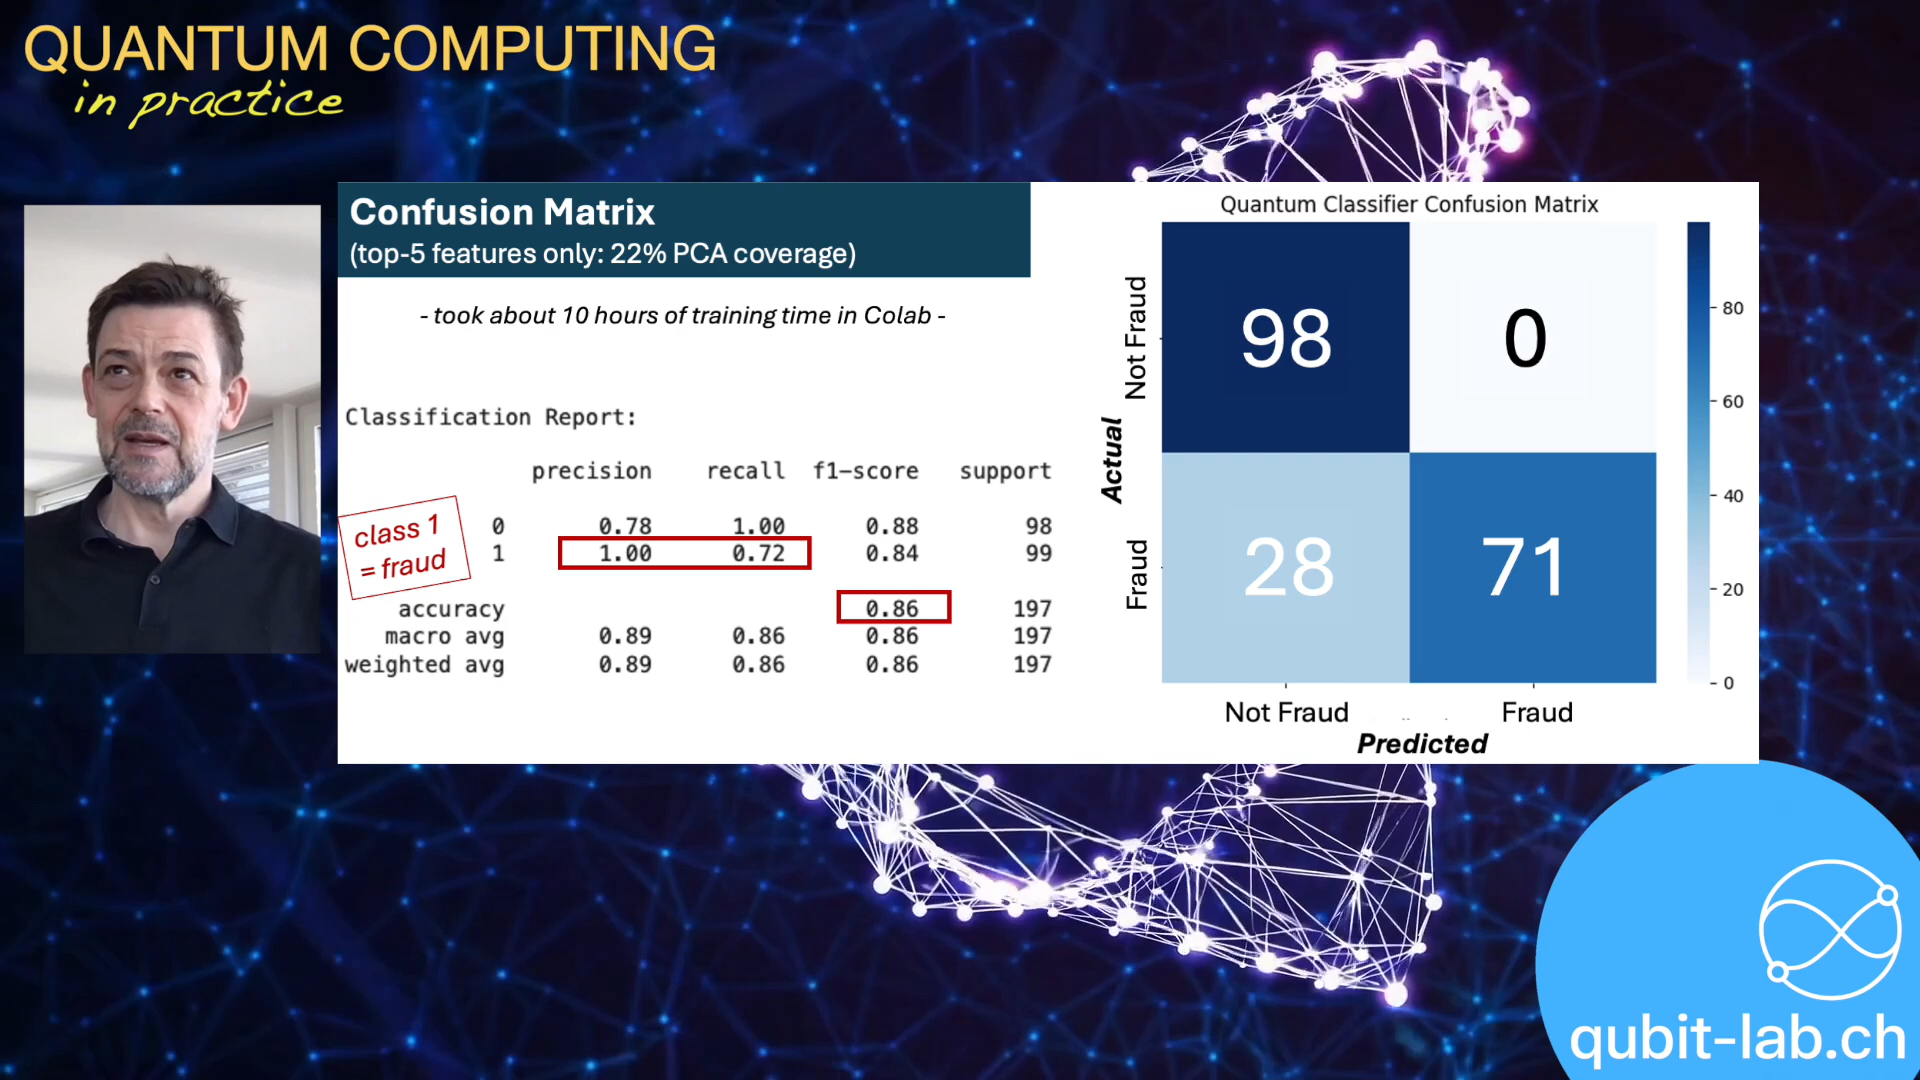 QUANTUM COMPUTING
in practice
Confusion Matrix
(top-5 features only: 22% PCA coverage)
- took about 10 hours of training time in Colab -
Classification Report:
precision recall f1-score support
class 1
= fraud
0 0.78 1.00 0.88 98
1 1.00 0.72 0.84 99
accuracy 0.86 197
macro avg 0.89 0.86 0.86 197
weighted avg 0.89 0.86 0.86 197
Quantum Classifier Confusion Matrix
Actual
Not Fraud
98 0
Fraud
28 71
Not Fraud Fraud
Predicted
80
60
40
20
0
qubit-lab.ch